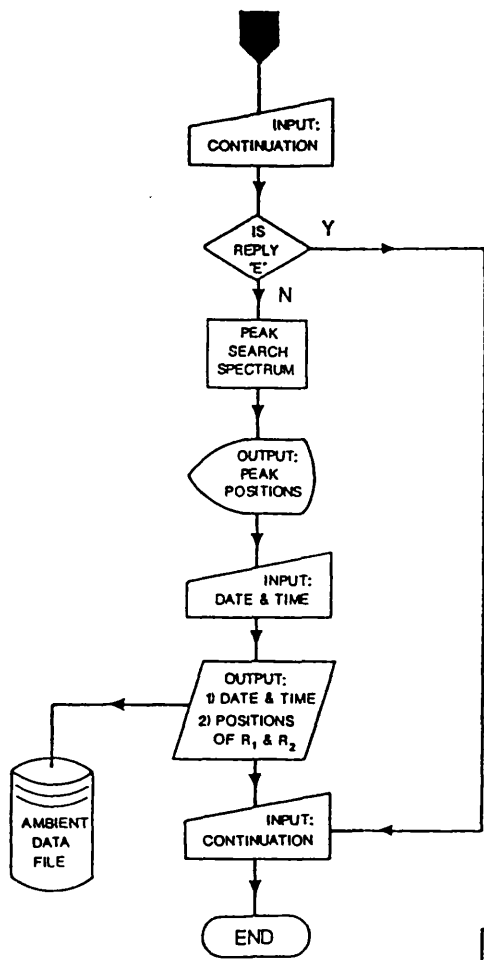 INPUT:
CONTINUATION
IS
REPLY
'E'
Y
N
PEAK
SEARCH
SPECTRUM
OUTPUT:
PEAK
POSITIONS
INPUT:
DATE & TIME
OUTPUT:
1) DATE & TIME
2) POSITIONS
OF R₁ & R₂
AMBIENT
DATA
FILE
INPUT:
CONTINUATION
END